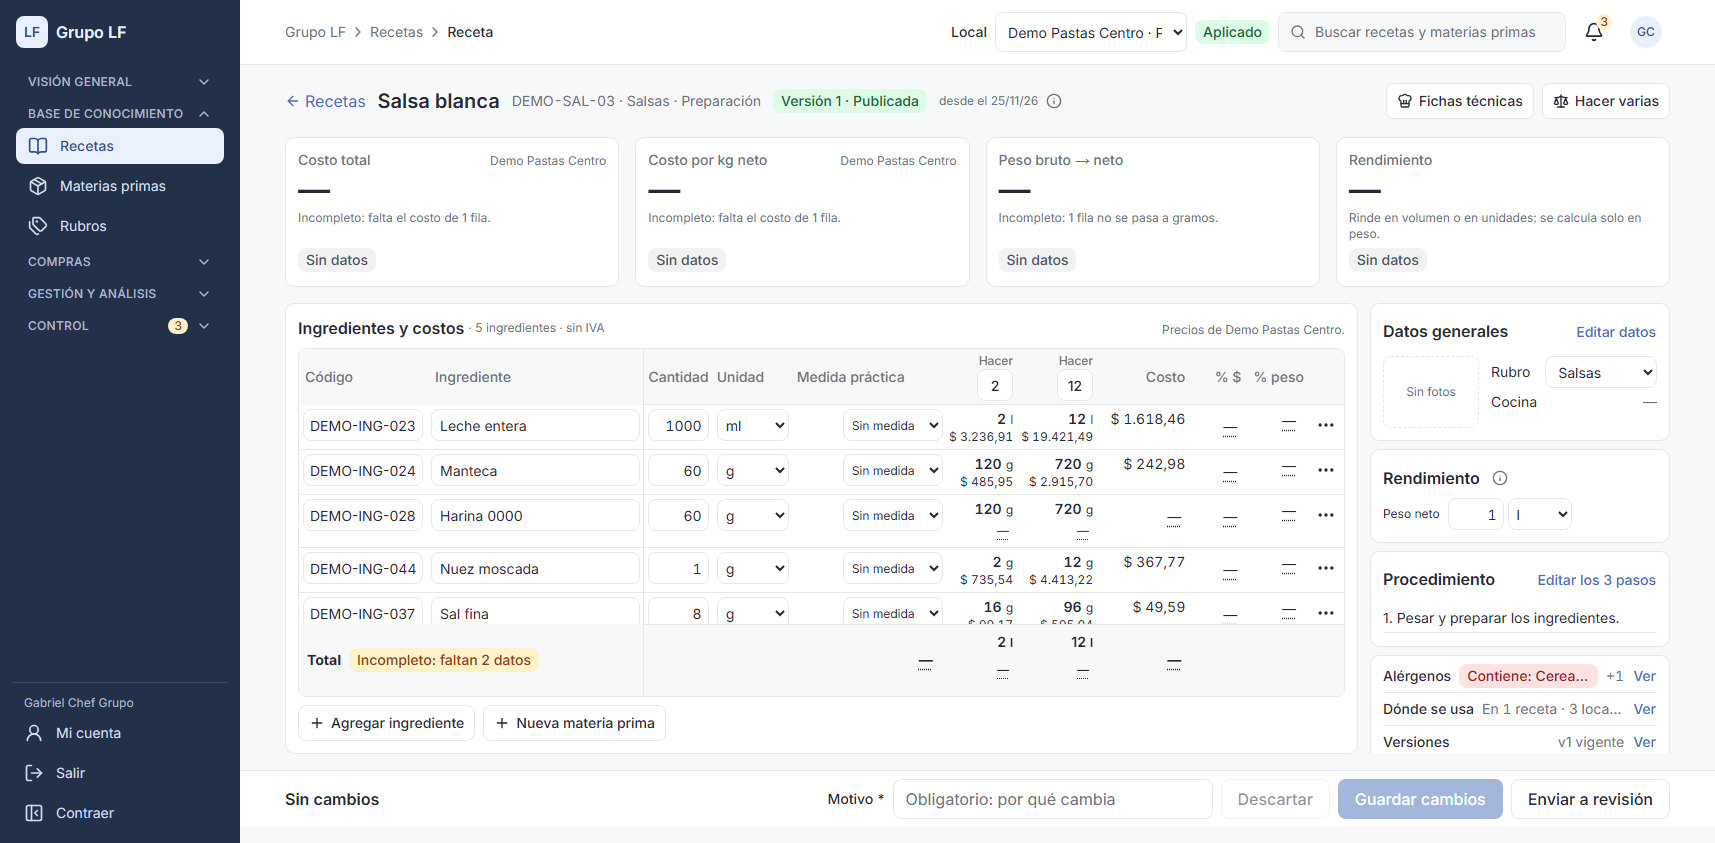 LF Grupo LF
VISIÓN GENERAL
BASE DE CONOCIMIENTO
Recetas
Materias primas
Rubros
COMPRAS
GESTIÓN Y ANÁLISIS
CONTROL 3
Gabriel Chef Grupo
Mi cuenta
Salir
Contraer
Grupo LF > Recetas > Receta
Local Demo Pastas Centro · P Aplicado Buscar recetas y materias primas 3 GC
← Recetas Salsa blanca DEMO-SAL-03 · Salsas · Preparación Versión 1 · Publicada desde el 25/11/26
Fichas técnicas Hacer varias
Costo total Demo Pastas Centro
—
Incompleto: falta el costo de 1 fila.
Sin datos
Costo por kg neto Demo Pastas Centro
—
Incompleto: falta el costo de 1 fila.
Sin datos
Peso bruto → neto
—
Incompleto: 1 fila no se pasa a gramos.
Sin datos
Rendimiento
—
Rinde en volumen o en unidades: se calcula solo en
peso.
Sin datos
Ingredientes y costos · 5 ingredientes · sin IVA Precios de Demo Pastas Centro.
Código Ingrediente Cantidad Unidad Medida práctica Hacer 2 Hacer 12 Costo % $ % peso
DEMO-ING-023 Leche entera 1000 ml Sin medida 2 l 12 l $ 1.618,46 — — •••
$ 3.236,91 $ 19.421,49
DEMO-ING-024 Manteca 60 g Sin medida 120 g 720 g $ 242,98 — — •••
$ 485,95 $ 2.915,70
DEMO-ING-028 Harina 0000 60 g Sin medida 120 g 720 g — — — •••
— —
DEMO-ING-044 Nuez moscada 1 g Sin medida 2 g 12 g $ 367,77 — — •••
$ 735,54 $ 4.413,22
DEMO-ING-037 Sal fina 8 g Sin medida 16 g 96 g $ 49,59 — — •••
Total Incompleto: faltan 2 datos — 2 l 12 l —
— —
+ Agregar ingrediente + Nueva materia prima
Datos generales Editar datos
Sin fotos
Rubro Salsas
Cocina —
Rendimiento
Peso neto 1 l
Procedimiento Editar los 3 pasos
1. Pesar y preparar los ingredientes.
Alérgenos Contiene: Cerea... +1 Ver
Dónde se usa En 1 receta · 3 loca... Ver
Versiones v1 vigente Ver
Sin cambios Motivo * Obligatorio: por qué cambia Descartar Guardar cambios Enviar a revisión